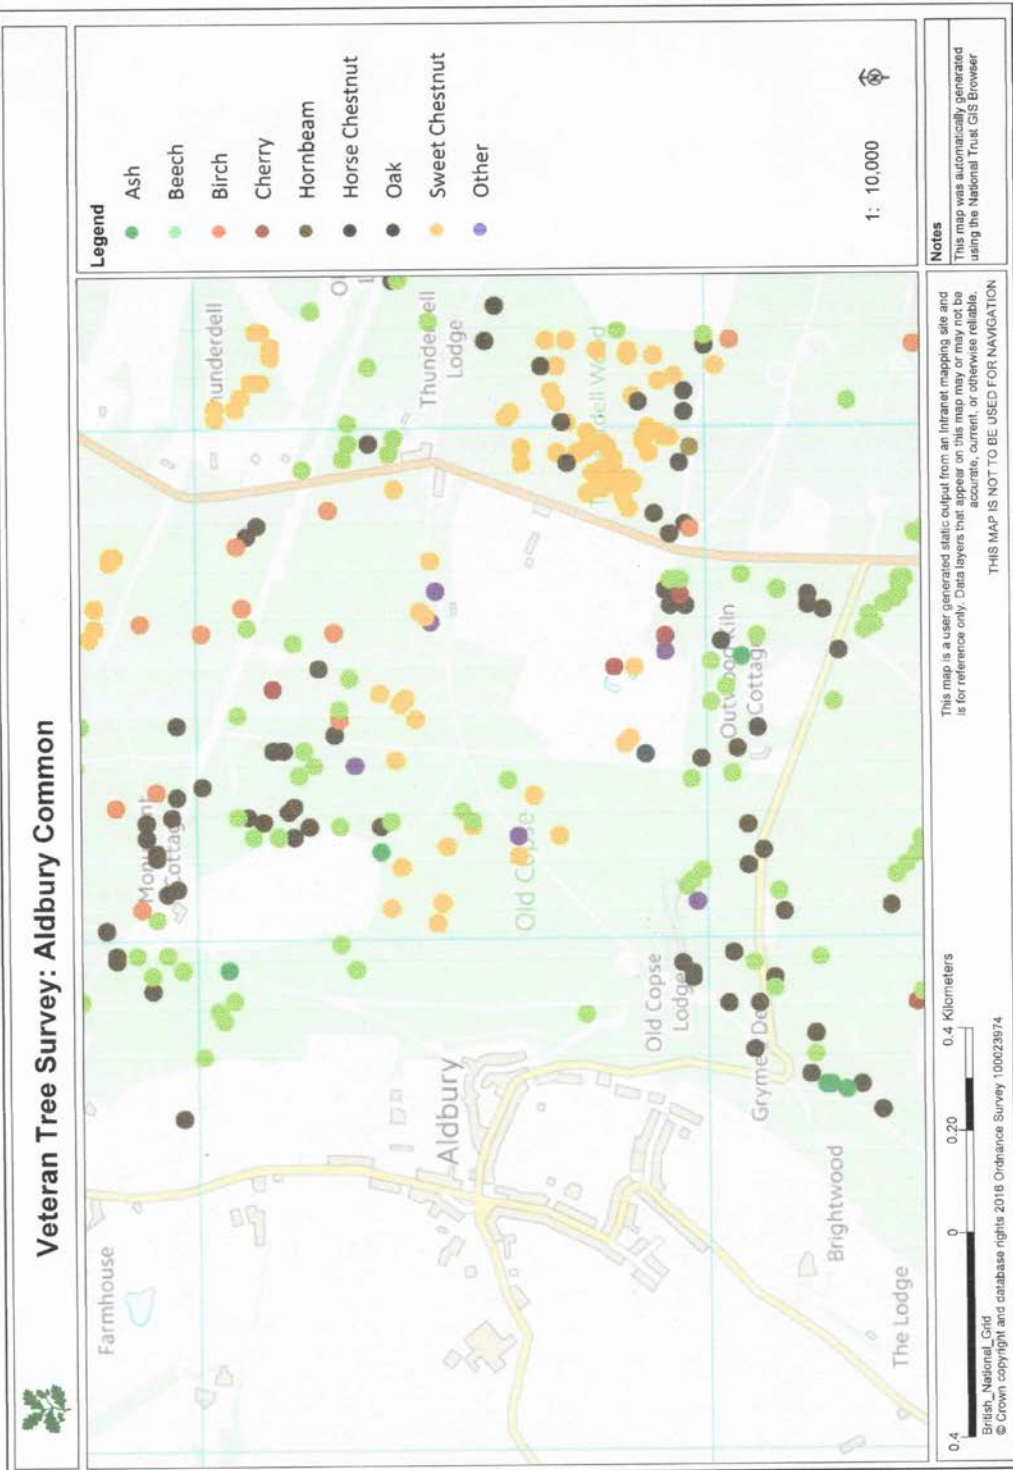 Veteran Tree Survey: Aldbury Common
Farmhouse
Monument
Cottage
Thunderdell
Thunderdell
Lodge
Aldbury
Old Copse
Old Copse
Lodge
Outwood Kiln
Cottage
Brightwood
The Lodge
Legend
Ash
Beech
Birch
Cherry
Hornbeam
Horse Chestnut
Oak
Sweet Chestnut
Other
1: 10,000
N
0.4
0
0.20
0.4 Kilometers
British_National_Grid
© Crown copyright and database rights 2016 Ordnance Survey 100023974
This map is a user generated static output from an Intranet mapping site and
is for reference only. Data layers that appear on this map may or may not be
accurate, current, or otherwise reliable.
THIS MAP IS NOT TO BE USED FOR NAVIGATION
Notes
This map was automatically generated
using the National Trust GIS Browser